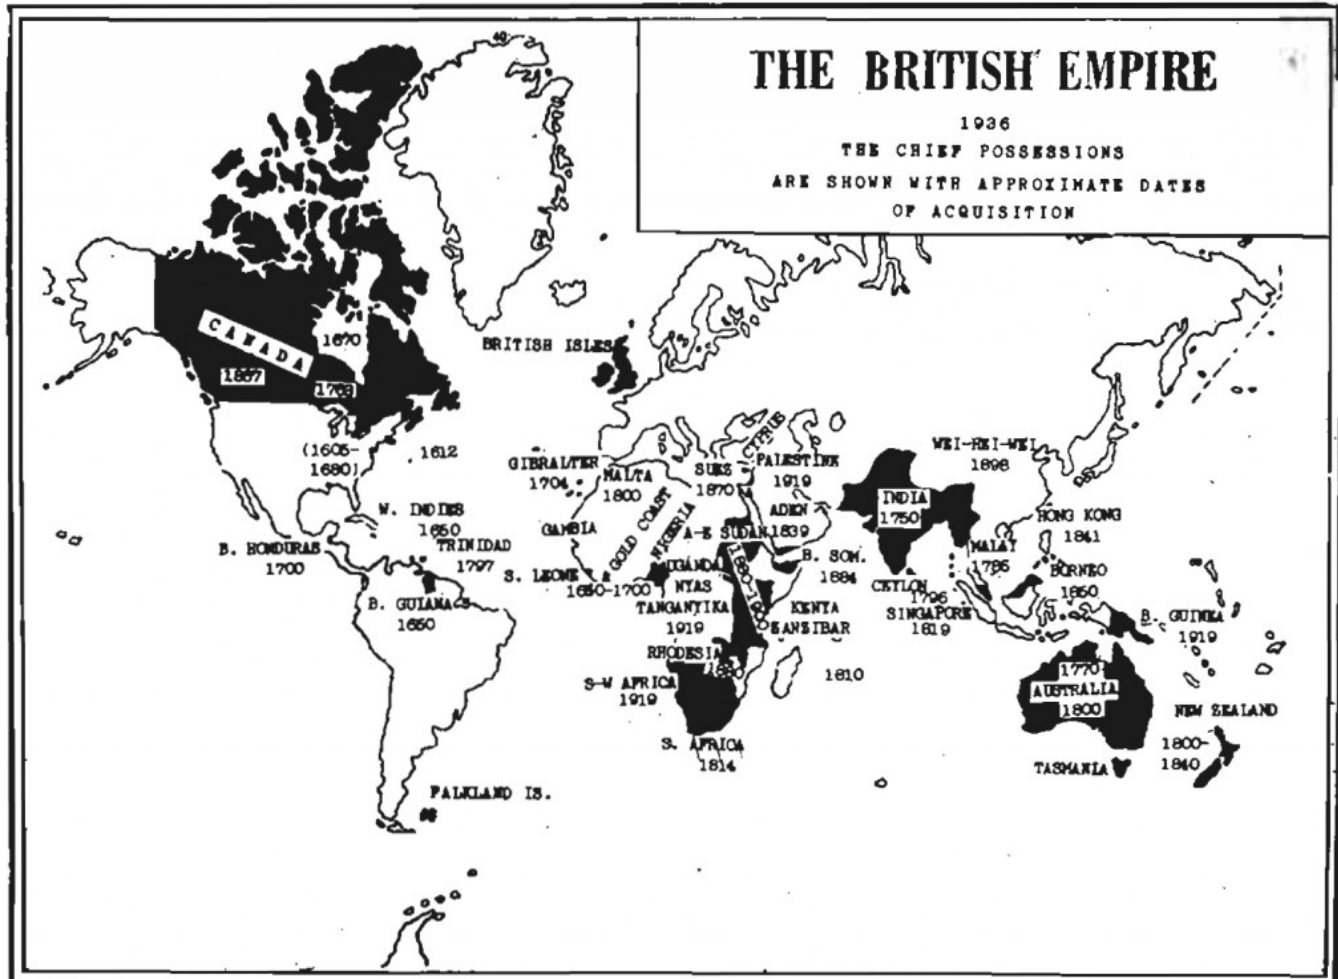 THE BRITISH EMPIRE
1936
THE CHIEF POSSESSIONS
ARE SHOWN WITH APPROXIMATE DATES
OF ACQUISITION
40
CANADA
1670
1867
1763
(1605-
1680)
1612
BRITISH ISLES
GIBRALTER
1704
MALTA
1800
SUEZ
1870
CYPRUS
PALESTINE
1919
WEI-HEI-WEI
1898
INDIA
1750
HONG KONG
1841
W. INDIES
1650
B. HONDURAS
1700
TRINIDAD
1797
B. GUIANA
1650
GAMBIA
GOLD COAST
NIGERIA
S. LEONE
1650-1700
A-E SUDAN
ADEN
1839
B. SOM.
1884
UGANDA
NYAS
TANGANYIKA
1919
KENYA
ZANZIBAR
RHODESIA
1810
S-W AFRICA
1919
S. AFRICA
1814
CEYLON
1796
SINGAPORE
1819
MALAY
1786
BORNEO
1850
B. GUINEA
1919
1770
AUSTRALIA
1800
NEW ZEALAND
1800-
1840
TASMANIA
FALKLAND IS.